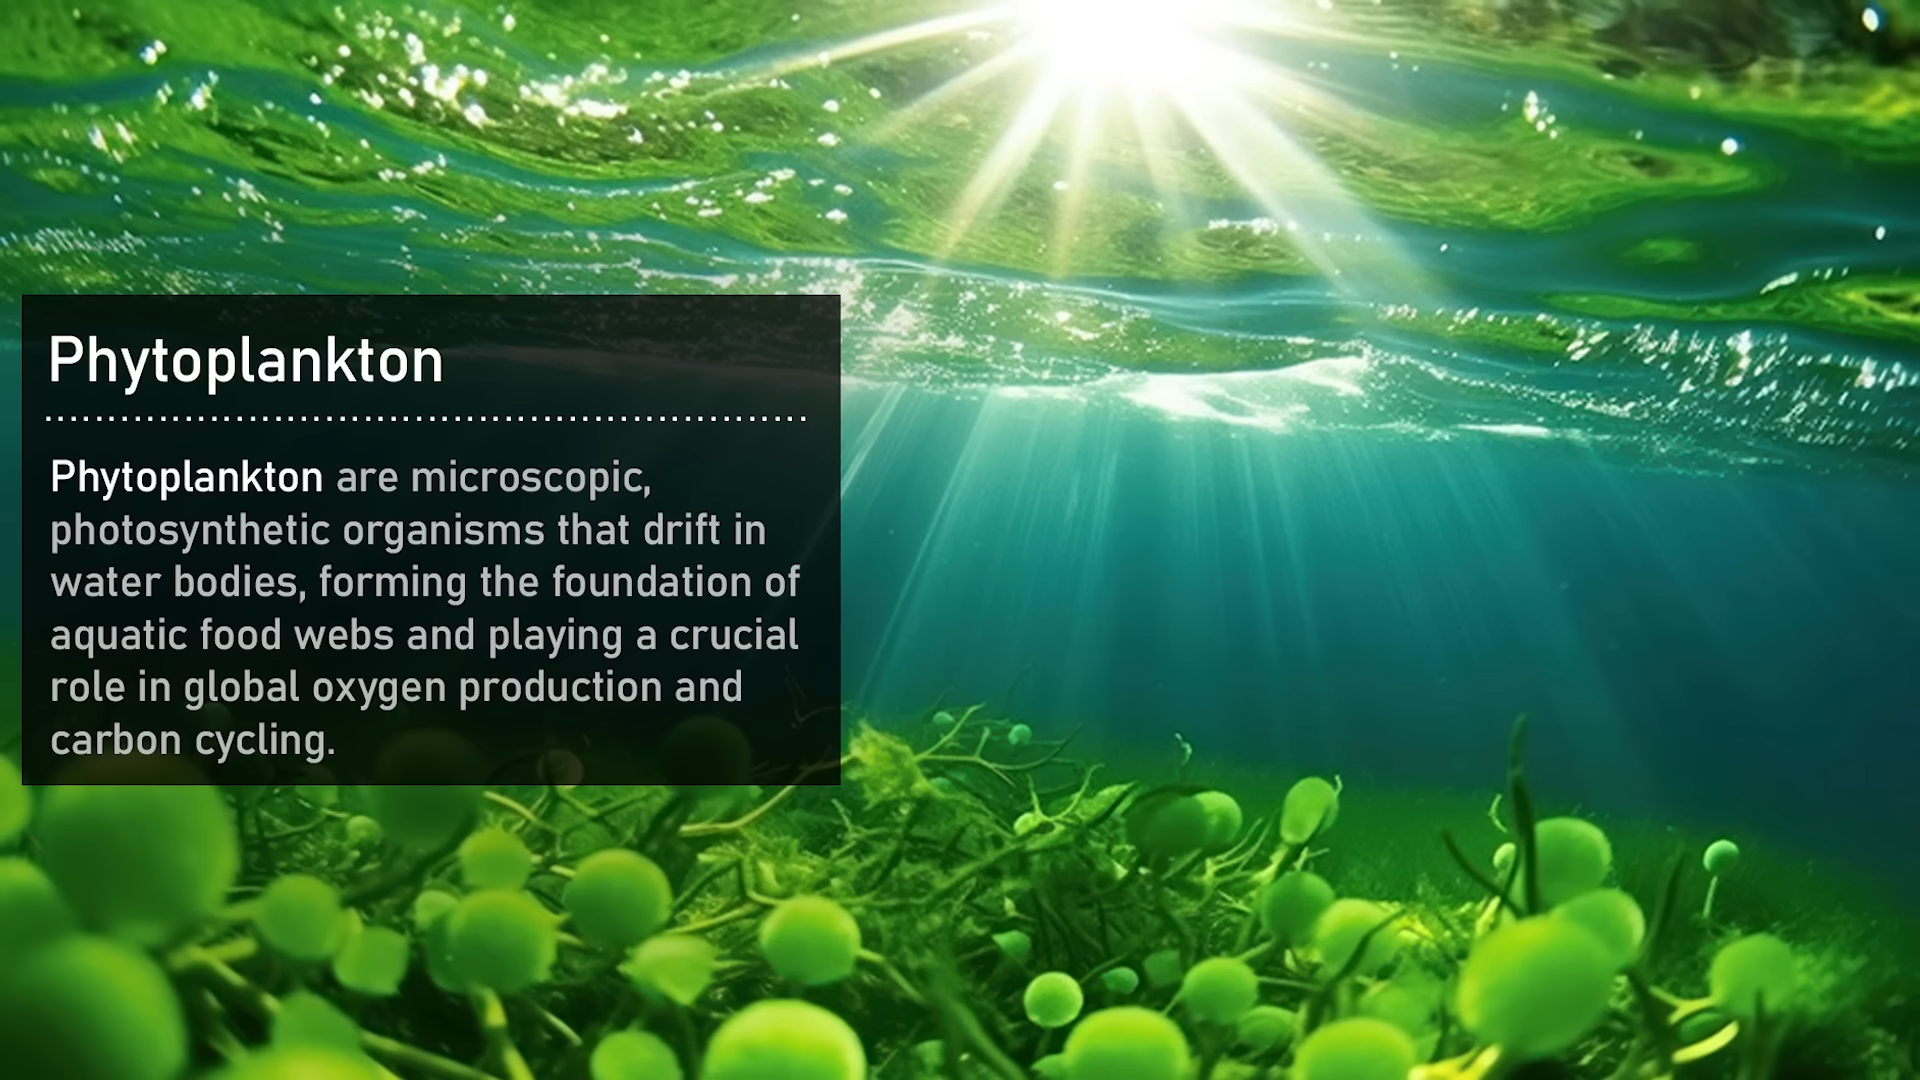 Phytoplankton
Phytoplankton are microscopic,
photosynthetic organisms that drift in
water bodies, forming the foundation of
aquatic food webs and playing a crucial
role in global oxygen production and
carbon cycling.